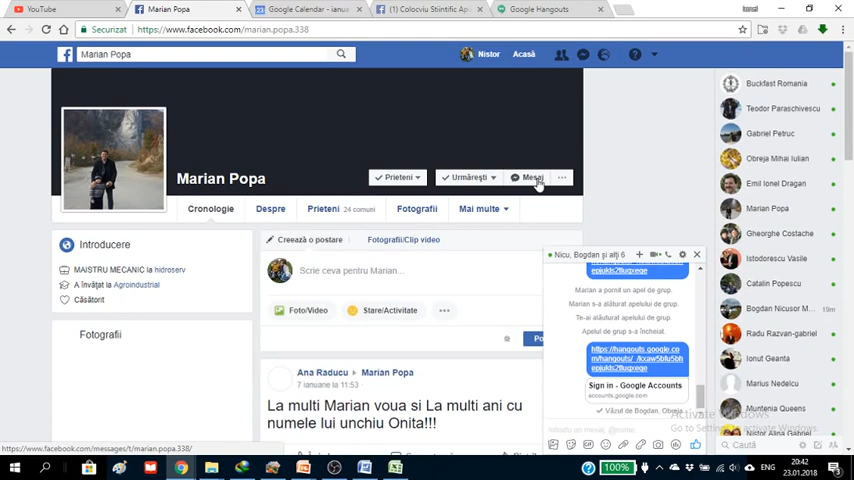 YouTube
Marian Popa
Google Calendar - ianua
(1) Colocviu Stiintific Apo
Google Hangouts
Securizat
https://www.facebook.com/marian.popa.338
Marian Popa
Nistor
Acasă
Marian Popa
Prieteni
Urmărești
Mesaj
Cronologie
Despre
Prieteni 24 comuni
Fotografii
Mai multe
Introducere
MAISTRU MECANIC la hidroserv
A învățat la Agroindustrial
Căsătorit
Fotografii
Creează o postare
Fotografii/Clip video
Scrie ceva pentru Marian...
Foto/Video
Stare/Activitate
Po
Ana Raducu
Marian Popa
7 ianuarie la 11:53
La multi Marian voua si La multi ani cu
numele lui unchiu Onita!!!
Nicu, Bogdan și alți 6
Marian a pornit un apel de grup.
Marian s-a alăturat apelului de grup.
Te-ai alăturat apelului de grup.
Apelul de grup s-a încheiat.
https://hangouts.google.co
Sign in - Google Accounts
accounts.google.com
Văzut de Bogdan, Obreja
Buckfast Romania
Teodor Paraschivescu
Gabriel Petruc
Obreja Mihai Iulian
Emil Ionel Dragan
Marian Popa
Gheorghe Costache
Istodorescu Vasile
Catalin Popescu
Bogdan Nicusor M... 19m
Radu Razvan-gabriel
Ionut Geanta
Marius Nedelcu
Muntenia Queens
Nistor Alina Gabriel
Caută
Activate Windows
Go to Settings to activate Windows.
https://www.facebook.com/messages/t/marian.popa.338/
100%
ENG
20:42
23.01.2018